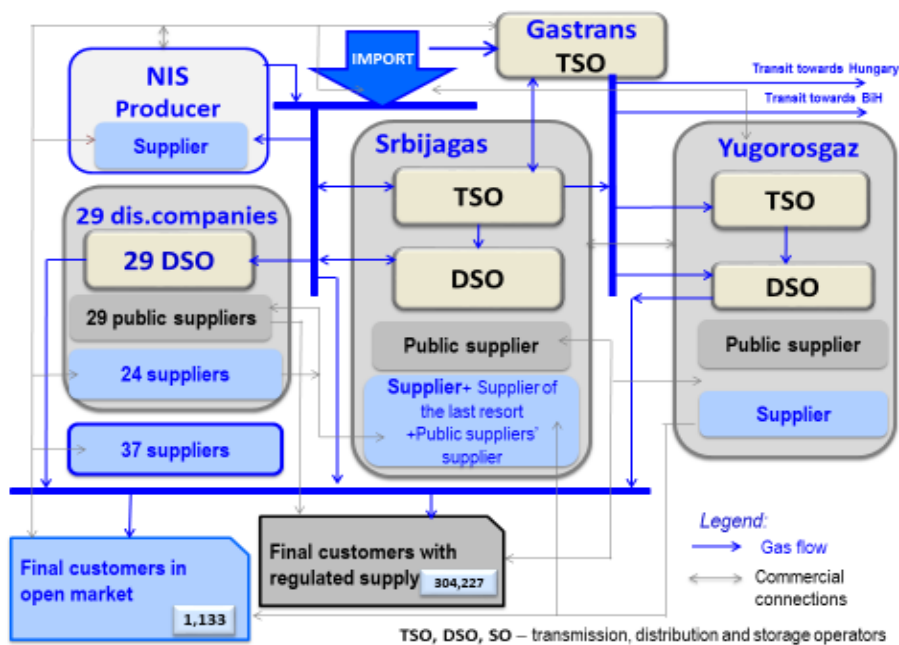 Gastrans
TSO
IMPORT
Transit towards Hungary
Transit towards BiH
NIS
Producer
Supplier
Srbijagas
TSO
DSO
Public supplier
Supplier+ Supplier of
the last resort
+Public suppliers'
supplier
Yugorosgaz
TSO
DSO
Public supplier
Supplier
29 dis.companies
29 DSO
29 public suppliers
24 suppliers
37 suppliers
Final customers in
open market
1,133
Final customers with
regulated supply
304,227
Legend:
Gas flow
Commercial
connections
TSO, DSO, SO – transmission, distribution and storage operators